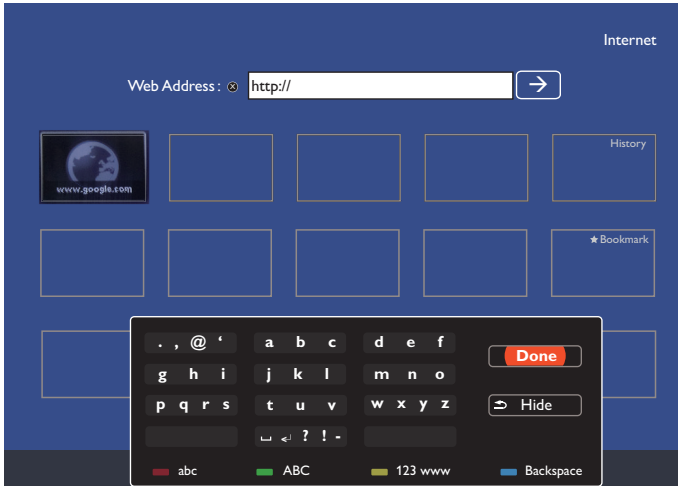 Internet
Web Address : ⊗ http:// →
www.google.com
History
★ Bookmark
. , @ ‘ a b c d e f
Done
g h i j k l m n o
p q r s t u v w x y z
Hide
␣ ↵ ? ! -
abc ABC 123 www Backspace